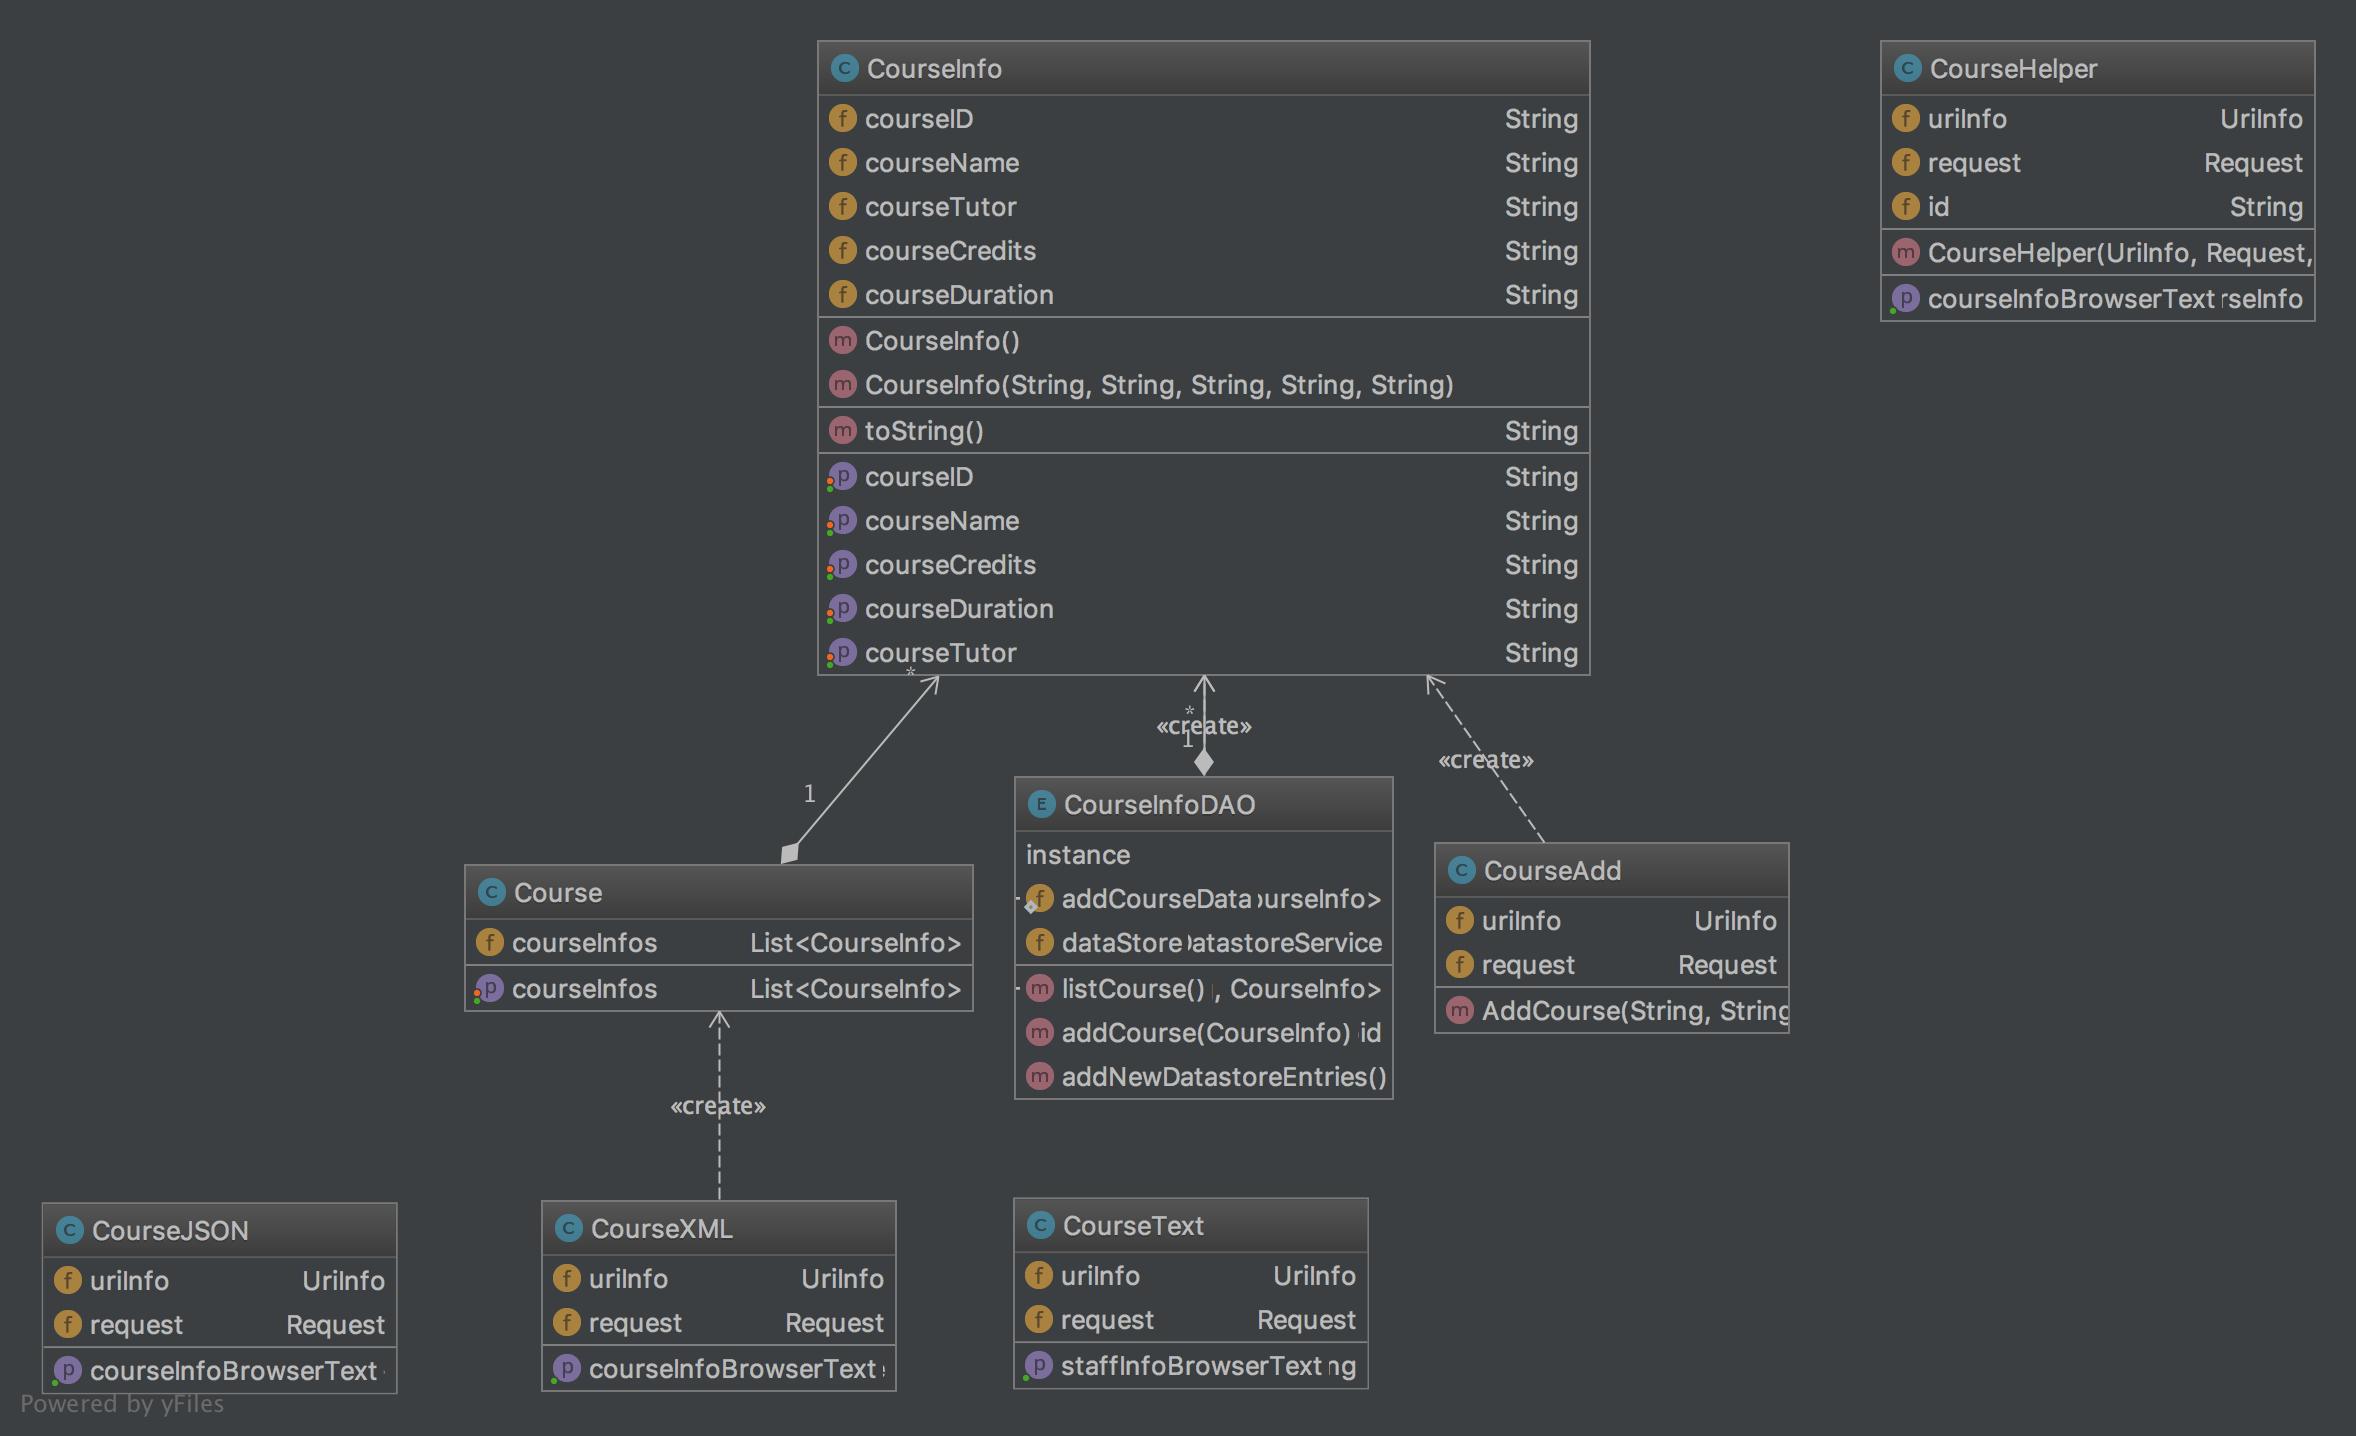 CourseInfo
courseID String
courseName String
courseTutor String
courseCredits String
courseDuration String
CourseInfo()
CourseInfo(String, String, String, String, String)
toString() String
courseID String
courseName String
courseCredits String
courseDuration String
courseTutor String
CourseHelper
uriInfo UriInfo
request Request
id String
CourseHelper(UriInfo, Request,
courseInfoBrowserText rseInfo
*
1
*
«create»
1
«create»
Course
courseInfos List<CourseInfo>
courseInfos List<CourseInfo>
CourseInfoDAO
instance
addCourseData urseInfo>
dataStore atastoreService
listCourse() , CourseInfo>
addCourse(CourseInfo) id
addNewDatastoreEntries()
CourseAdd
uriInfo UriInfo
request Request
AddCourse(String, String
«create»
CourseJSON
uriInfo UriInfo
request Request
courseInfoBrowserText
CourseXML
uriInfo UriInfo
request Request
courseInfoBrowserText
CourseText
uriInfo UriInfo
request Request
staffInfoBrowserText ng
Powered by yFiles